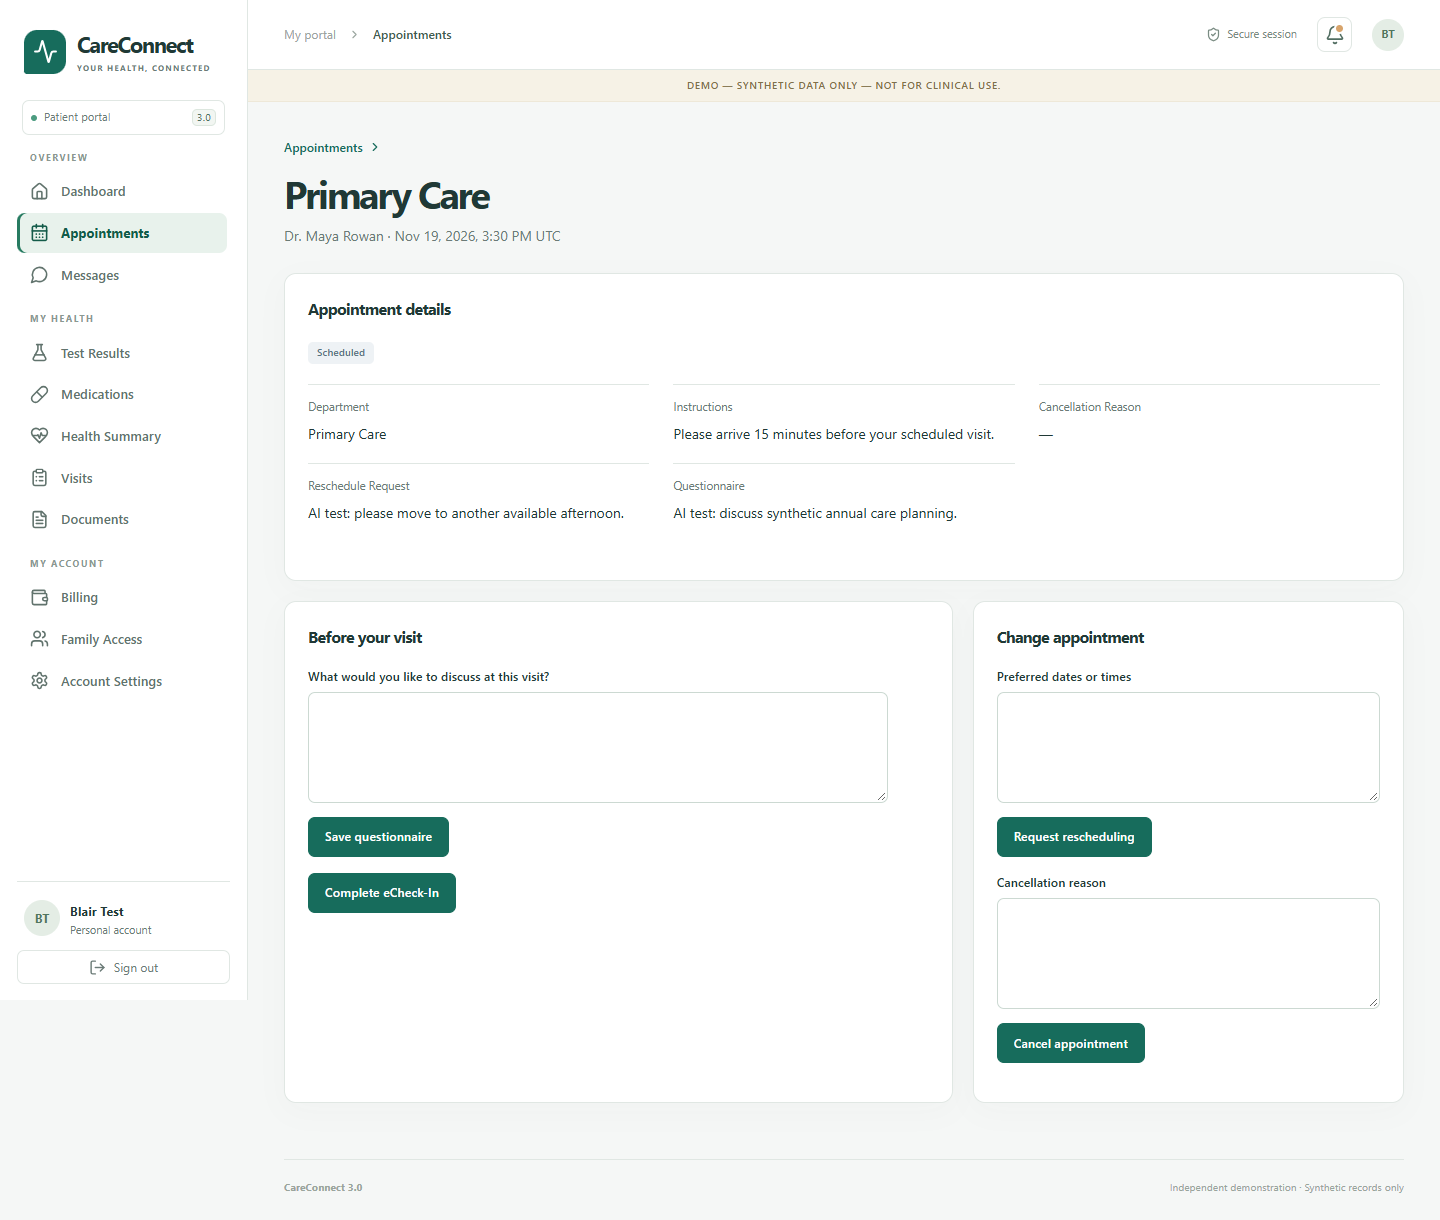 CareConnect
YOUR HEALTH, CONNECTED
Patient portal
3.0
OVERVIEW
Dashboard
Appointments
Messages
MY HEALTH
Test Results
Medications
Health Summary
Visits
Documents
MY ACCOUNT
Billing
Family Access
Account Settings
BT
Blair Test
Personal account
Sign out
My portal
Appointments
Secure session
BT
DEMO — SYNTHETIC DATA ONLY — NOT FOR CLINICAL USE.
Appointments
Primary Care
Dr. Maya Rowan · Nov 19, 2026, 3:30 PM UTC
Appointment details
Scheduled
Department
Primary Care
Instructions
Please arrive 15 minutes before your scheduled visit.
Cancellation Reason
—
Reschedule Request
AI test: please move to another available afternoon.
Questionnaire
AI test: discuss synthetic annual care planning.
Before your visit
What would you like to discuss at this visit?
Save questionnaire
Complete eCheck-In
Change appointment
Preferred dates or times
Request rescheduling
Cancellation reason
Cancel appointment
CareConnect 3.0
Independent demonstration · Synthetic records only